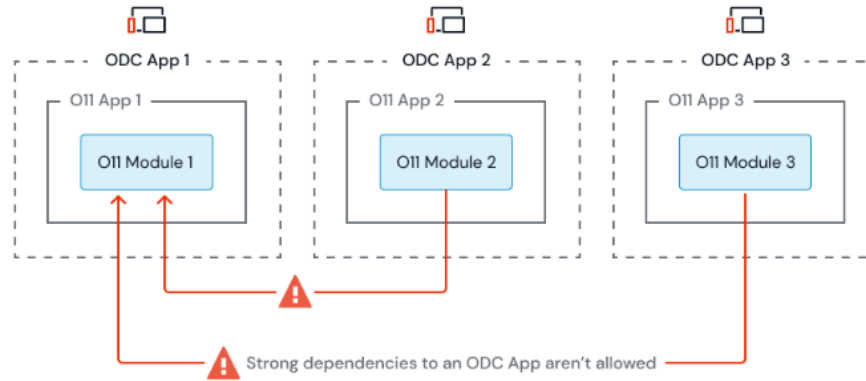 ODC App 1
ODC App 2
ODC App 3
O11 App 1
O11 App 2
O11 App 3
O11 Module 1
O11 Module 2
O11 Module 3
Strong dependencies to an ODC App aren't allowed